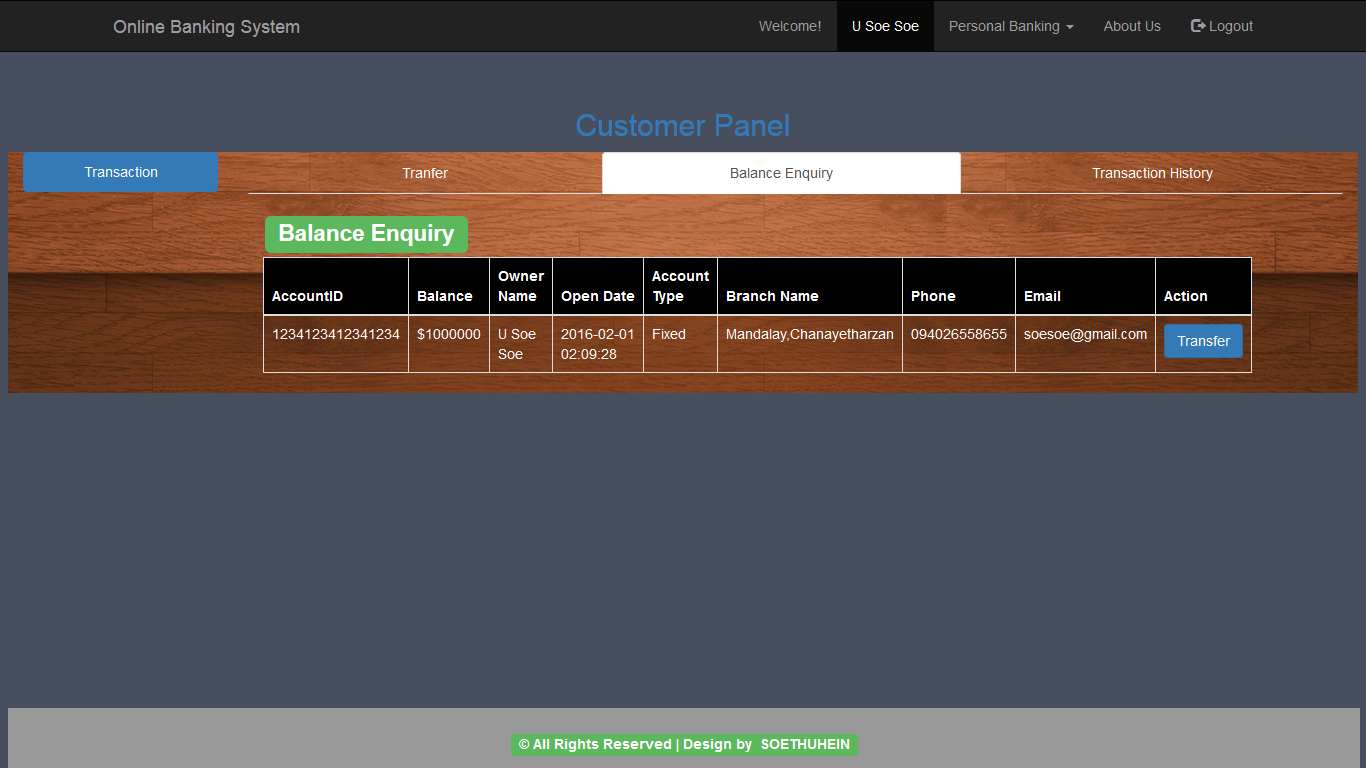 Online Banking System
Welcome!
U Soe Soe
Personal Banking
About Us
Logout
Customer Panel
Transaction
Tranfer
Balance Enquiry
Transaction History
Balance Enquiry
AccountID
Balance
Owner
Name
Open Date
Account
Type
Branch Name
Phone
Email
Action
1234123412341234
$1000000
U Soe
Soe
2016-02-01
02:09:28
Fixed
Mandalay,Chanayetharzan
094026558655
soesoe@gmail.com
Transfer
© All Rights Reserved | Design by SOETHUHEIN